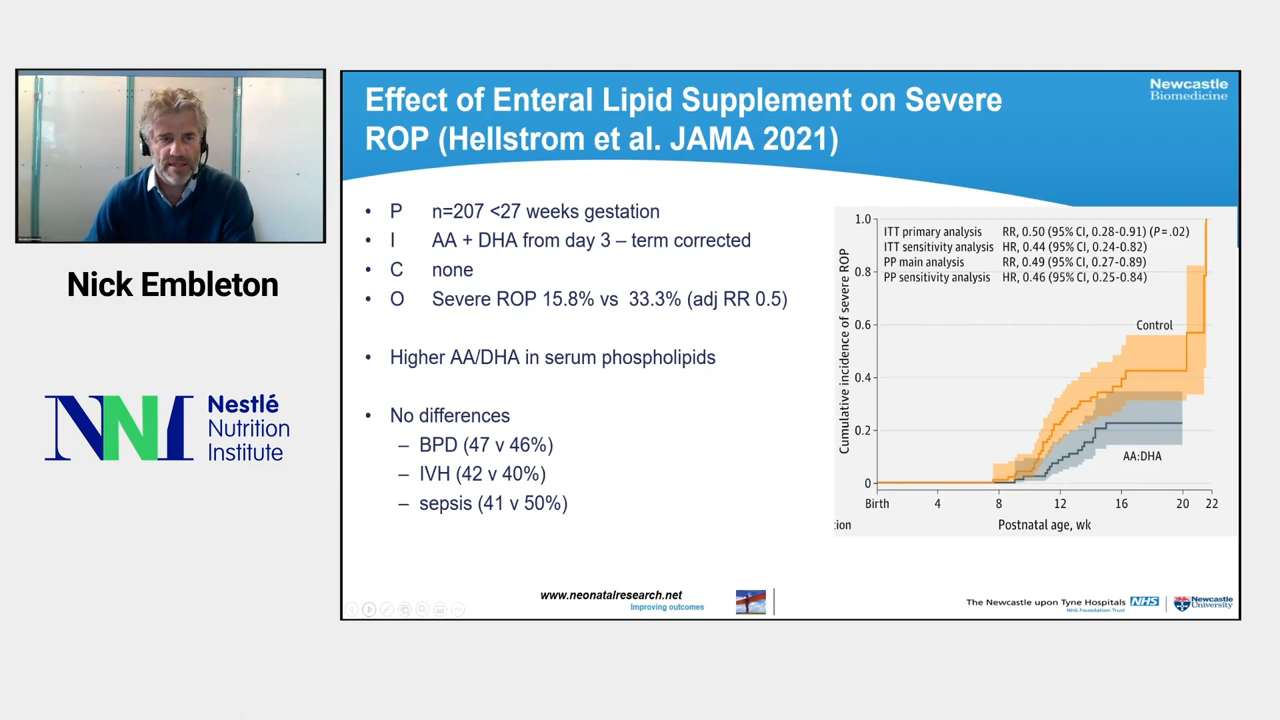 Nick Embleton
Nestlé
Nutrition
Institute
Newcastle
Biomedicine
Effect of Enteral Lipid Supplement on Severe
ROP (Hellstrom et al. JAMA 2021)
• P n=207 <27 weeks gestation
• I AA + DHA from day 3 – term corrected
• C none
• O Severe ROP 15.8% vs 33.3% (adj RR 0.5)
• Higher AA/DHA in serum phospholipids
• No differences
– BPD (47 v 46%)
– IVH (42 v 40%)
– sepsis (41 v 50%)
Cumulative incidence of severe ROP
1.0
0.8
0.6
0.4
0.2
0
ITT primary analysis RR, 0.50 (95% CI, 0.28-0.91) (P = .02)
ITT sensitivity analysis HR, 0.44 (95% CI, 0.24-0.82)
PP main analysis RR, 0.49 (95% CI, 0.27-0.89)
PP sensitivity analysis HR, 0.46 (95% CI, 0.25-0.84)
Control
AA:DHA
Birth 4 8 12 16 20 22
Postnatal age, wk
ion
www.neonatalresearch.net
Improving outcomes
The Newcastle upon Tyne Hospitals NHS
NHS Foundation Trust
Newcastle
University